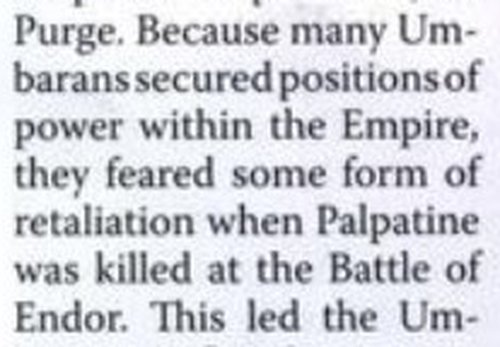 Purge. Because many Um-
barans secured positions of
power within the Empire,
they feared some form of
retaliation when Palpatine
was killed at the Battle of
Endor. This led the Um-